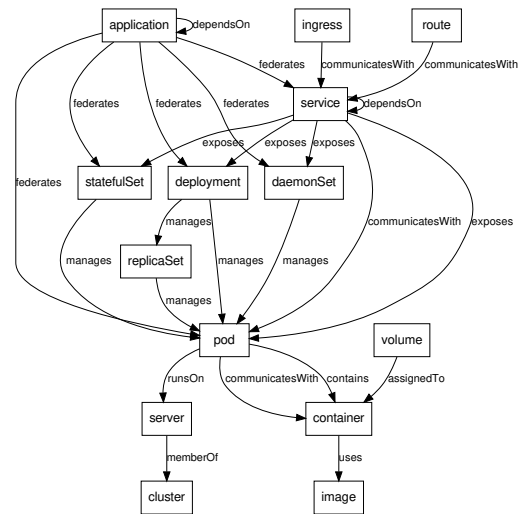 application
dependsOn
ingress
route
federates
communicatesWith
communicatesWith
service
dependsOn
federates
federates
federates
exposes
exposes
exposes
federates
statefulSet
deployment
daemonSet
communicatesWith
exposes
manages
replicaSet
manages
manages
manages
manages
pod
volume
runsOn
communicatesWith
contains
assignedTo
server
container
memberOf
uses
cluster
image